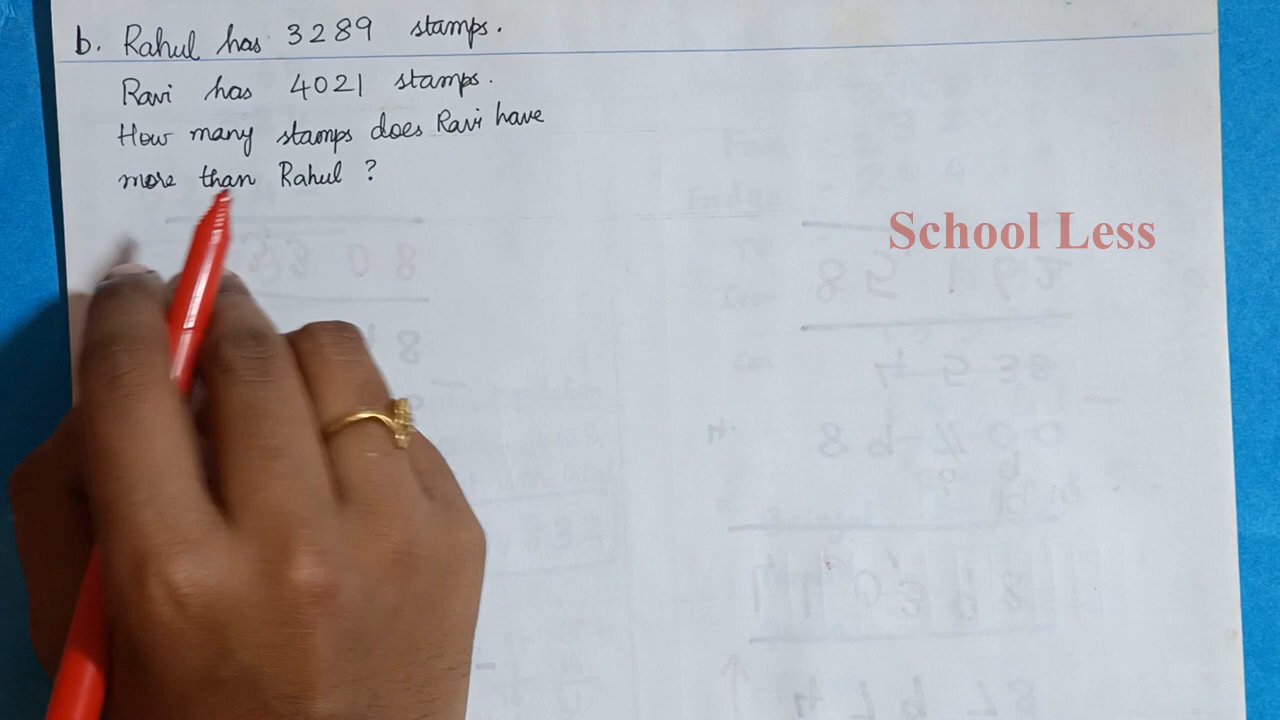 b. Rahul has 3289 stamps.
Ravi has 4021 stamps.
How many stamps does Ravi have
more than Rahul ?
School Less